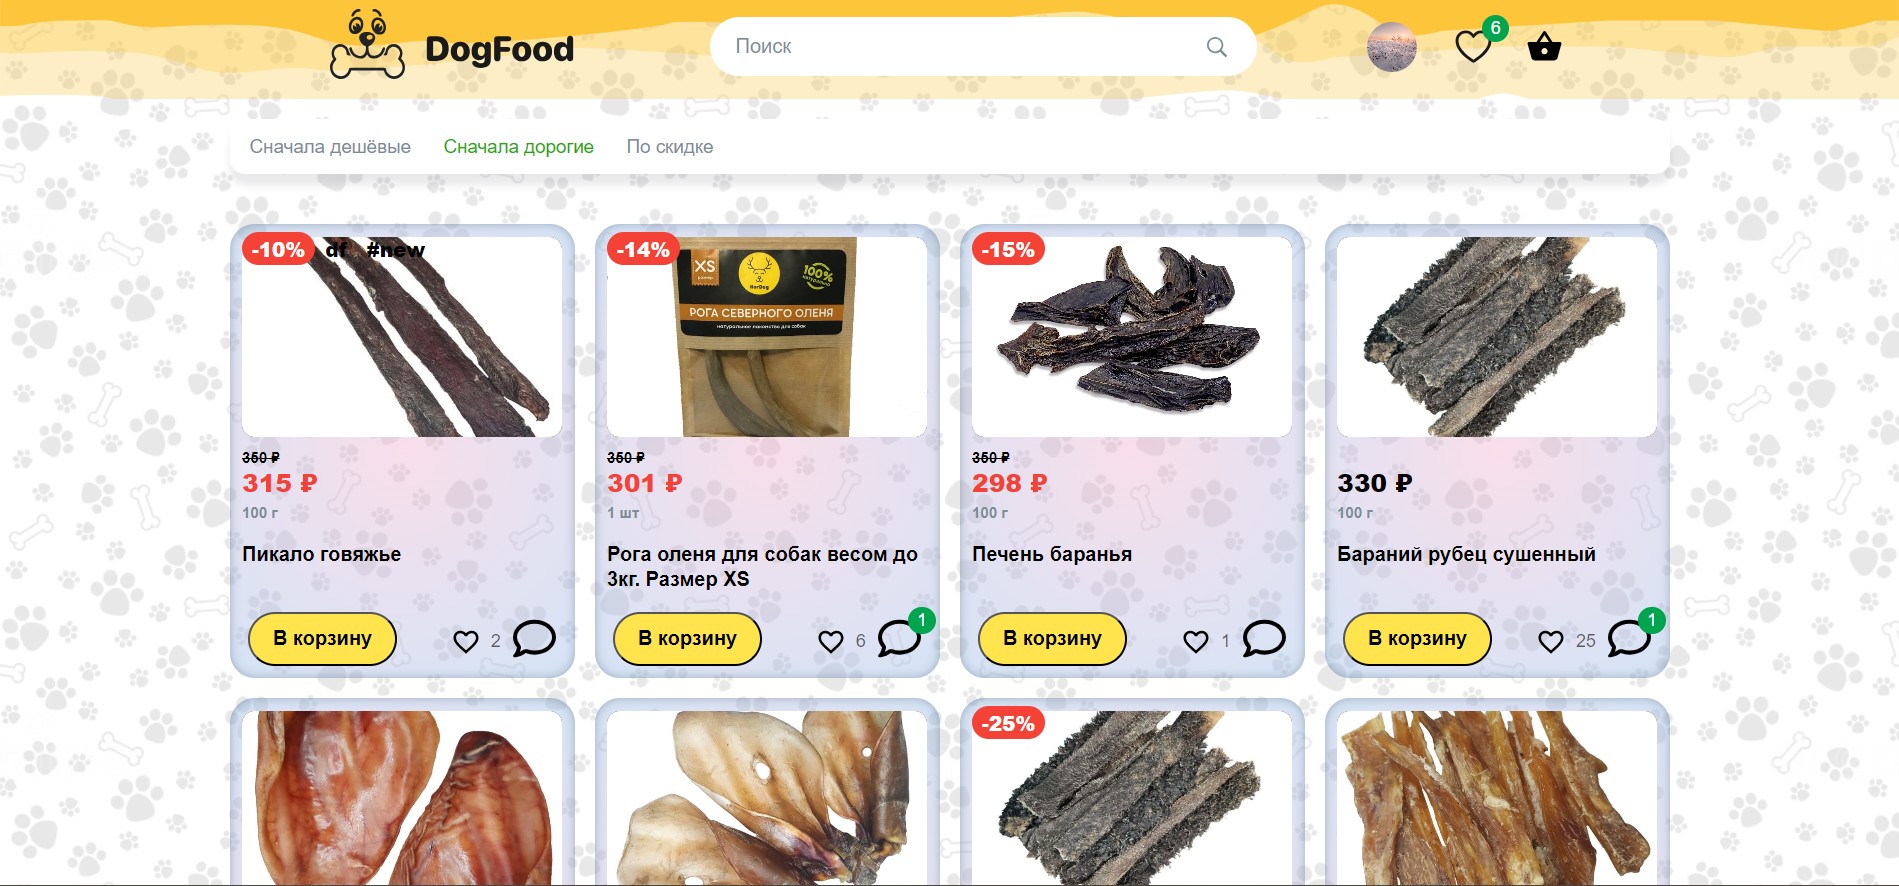 DogFood
Поиск
6
Сначала дешёвые
Сначала дорогие
По скидке
-10%
df
#new
350 ₽
315 ₽
100 г
Пикало говяжье
В корзину
2
-14%
XS
размер
NorDog
100%
натурально
РОГА СЕВЕРНОГО ОЛЕНЯ
натуральное лакомство для собак
350 ₽
301 ₽
1 шт
Рога оленя для собак весом до
3кг. Размер XS
В корзину
6
1
-15%
350 ₽
298 ₽
100 г
Печень баранья
В корзину
1
330 ₽
100 г
Бараний рубец сушенный
В корзину
25
1
-25%